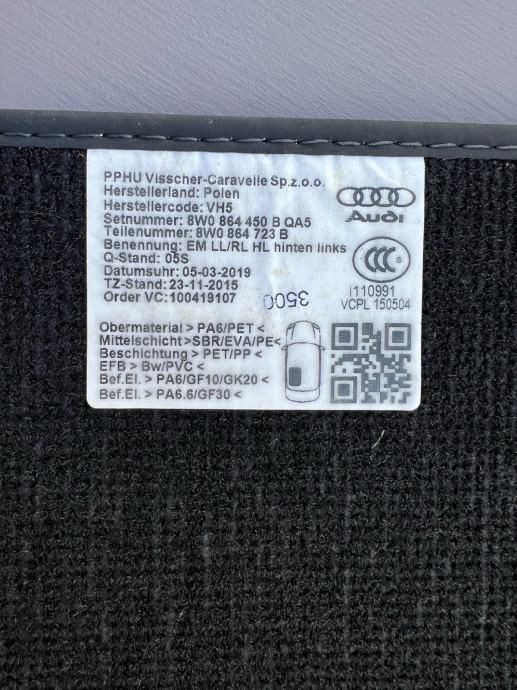 PPHU Visscher-Caravelle Sp.z.o.o.
Herstellerland: Polen
Herstellercode: VH5
Setnummer: 8W0 864 450 B QA5
Teilenummer: 8W0 864 723 B
Benennung: EM LL/RL HL hinten links
Q-Stand: 05S
Datumsuhr: 05-03-2019
TZ-Stand: 23-11-2015
Order VC: 100419107
3500
Audi
CCC S
I110991
VCPL 150504
Obermaterial > PA6/PET <
Mittelschicht >SBR/EVA/PE<
Beschichtung > PET/PP <
EFB > Bw/PVC <
Bef.El. > PA6/GF10/GK20 <
Bef.El. > PA6.6/GF30 <